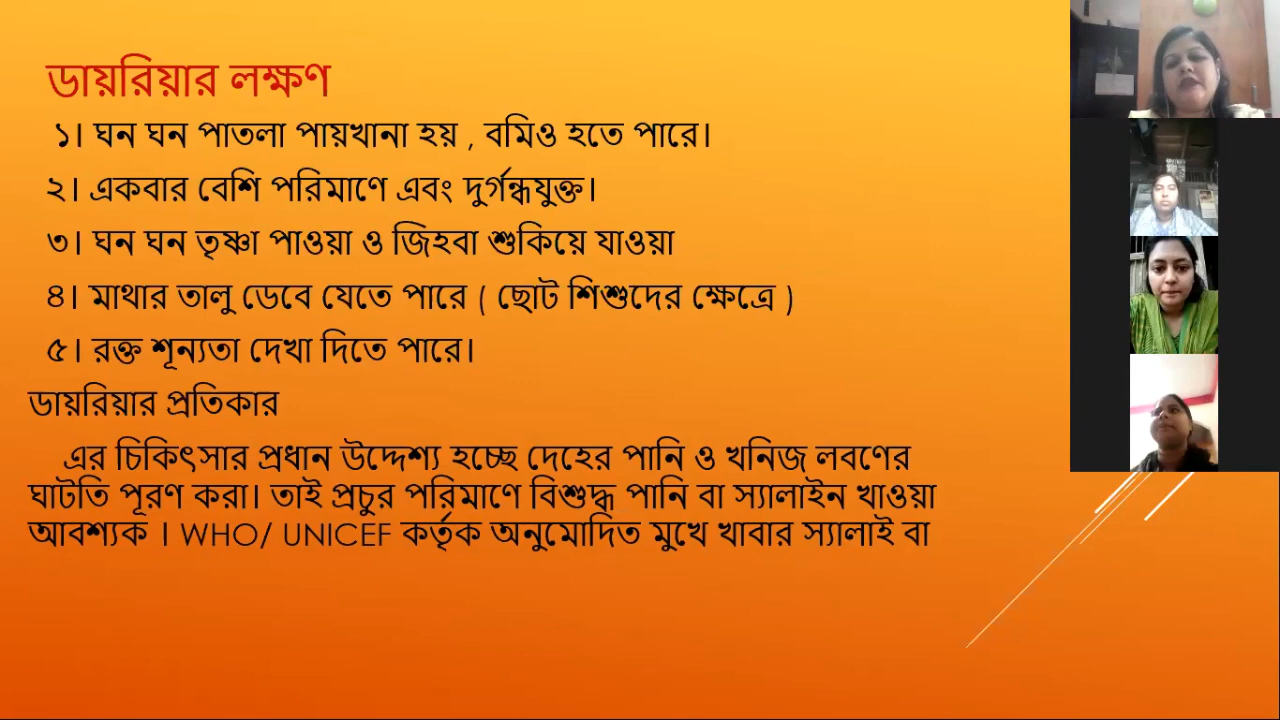 ডায়রিয়ার লক্ষণ
১। ঘন ঘন পাতলা পায়খানা হয় , বমিও হতে পারে।
২। একবার বেশি পরিমাণে এবং দুর্গন্ধযুক্ত।
৩। ঘন ঘন তৃষ্ণা পাওয়া ও জিহবা শুকিয়ে যাওয়া
৪। মাথার তালু ডেবে যেতে পারে ( ছোট শিশুদের ক্ষেত্রে )
৫। রক্ত শূন্যতা দেখা দিতে পারে।
ডায়রিয়ার প্রতিকার
এর চিকিৎসার প্রধান উদ্দেশ্য হচ্ছে দেহের পানি ও খনিজ লবণের
ঘাটতি পূরণ করা। তাই প্রচুর পরিমাণে বিশুদ্ধ পানি বা স্যালাইন খাওয়া
আবশ্যক । WHO/ UNICEF কর্তৃক অনুমোদিত মুখে খাবার স্যালাই বা